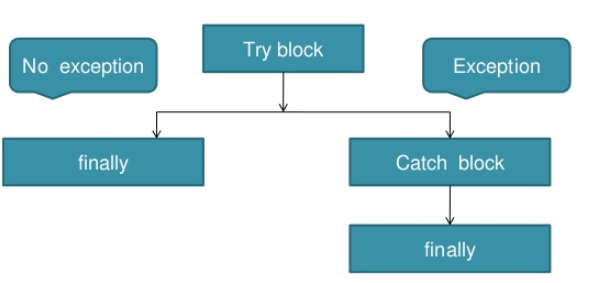 Try block
No exception
Exception
finally
Catch block
finally